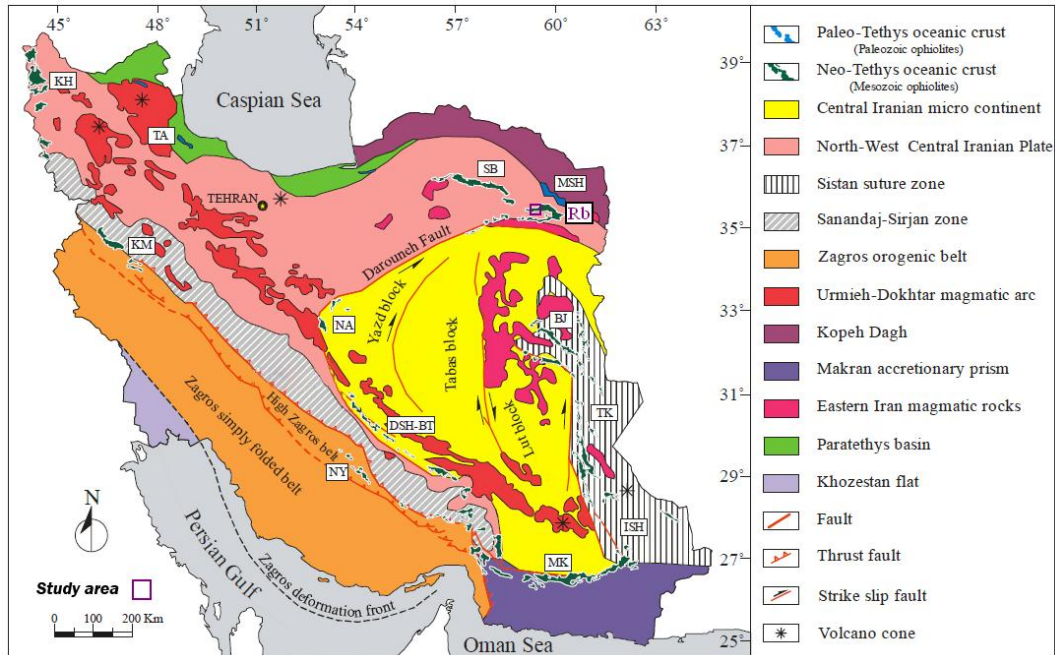 45°
48°
51°
57°
60°
63°
39°
37°
35°
33°
31°
29°
27°
25°
KH
TA
Caspian Sea
SB
MSH
TEHRAN
Rb
KM
Darouneh Fault
NA
Yazd block
Tabas block
Lut block
BJ
TK
DSH-BT
High Zagros belt
Zagros simply folded belt
NY
ISH
MK
N
Persian Gulf
Zagros deformation front
Study area
0 100 200 Km
Oman Sea
Paleo-Tethys oceanic crust
(Paleozoic ophiolites)
Neo-Tethys oceanic crust
(Mesozoic ophiolites)
Central Iranian micro continent
North-West Central Iranian Plate
Sistan suture zone
Sanandaj-Sirjan zone
Zagros orogenic belt
Urmieh-Dokhtar magmatic arc
Kopeh Dagh
Makran accretionary prism
Eastern Iran magmatic rocks
Paratethys basin
Khozestan flat
Fault
Thrust fault
Strike slip fault
Volcano cone